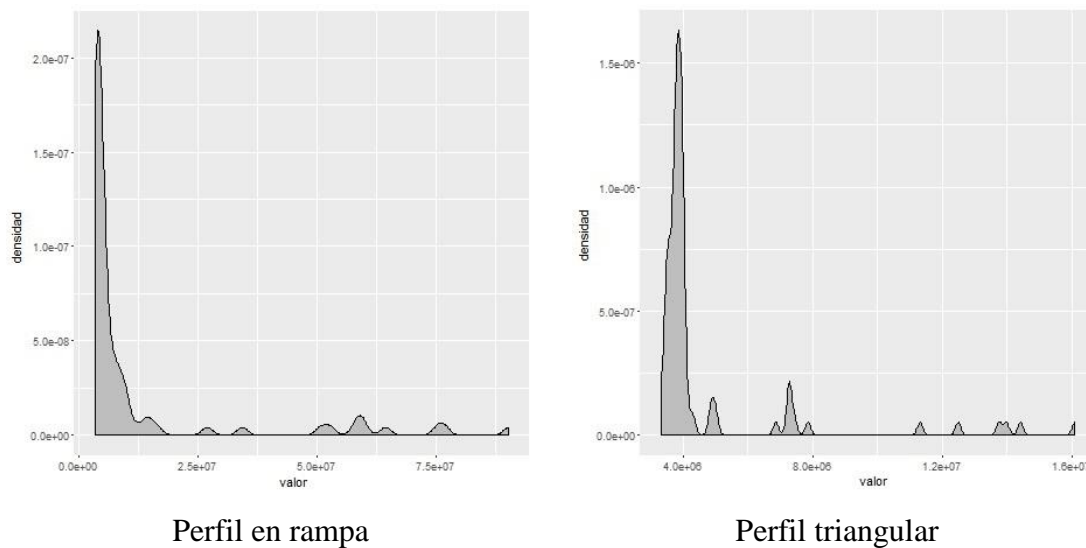 2.0e-07
1.5e-07
1.0e-07
5.0e-08
0.0e+00
densidad
0.0e+00 2.5e+07 5.0e+07 7.5e+07
valor
Perfil en rampa
1.5e-06
1.0e-06
5.0e-07
0.0e+00
densidad
4.0e+06 8.0e+06 1.2e+07 1.6e+07
valor
Perfil triangular